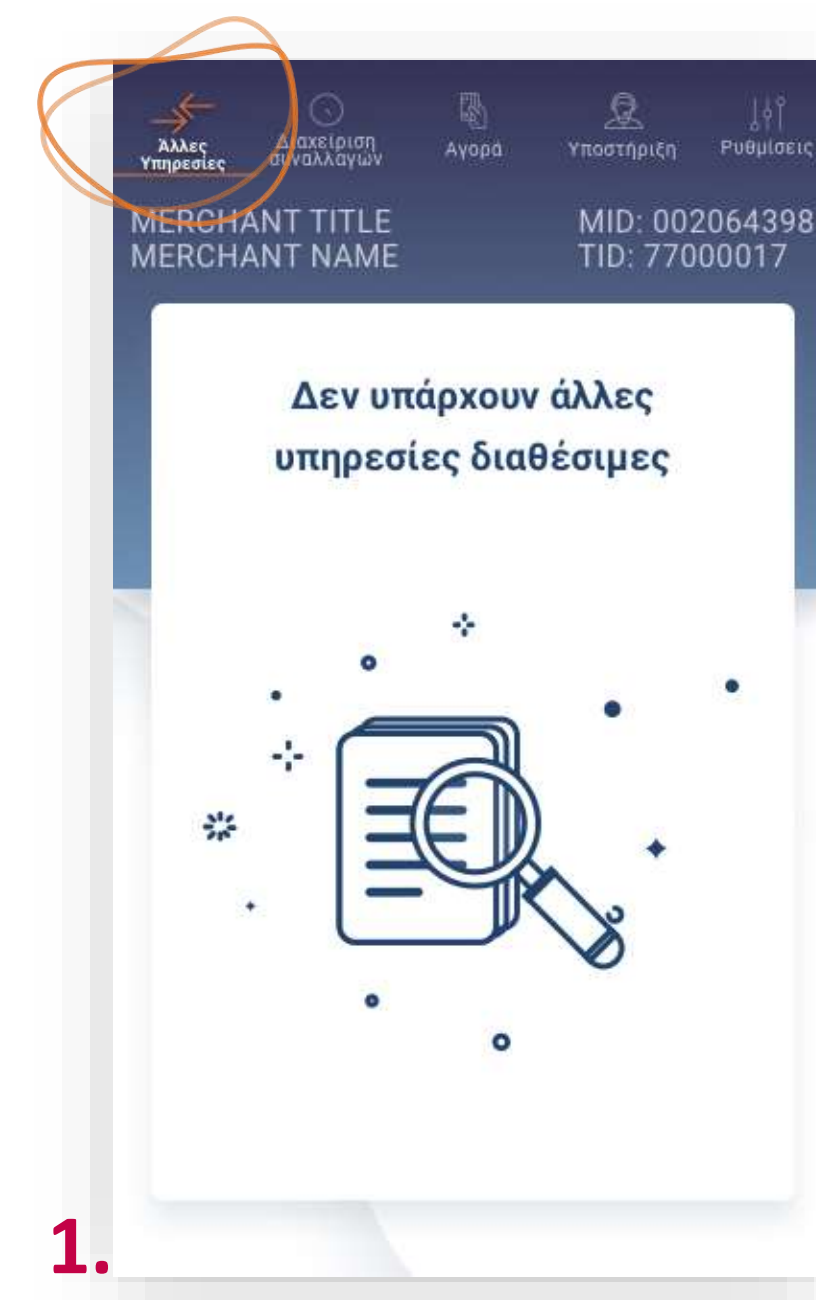 Άλλες
Υπηρεσίες
Διαχείριση
συναλλαγών
Αγορά
Υποστήριξη
Ρυθμίσεις
MERCHANT TITLE
MID: 002064398
MERCHANT NAME
TID: 77000017
Δεν υπάρχουν άλλες
υπηρεσίες διαθέσιμες
1.